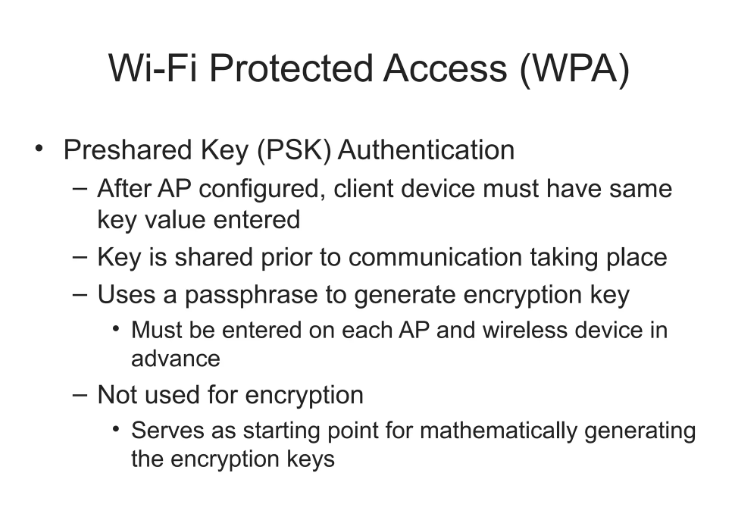 Wi-Fi Protected Access (WPA)
• Preshared Key (PSK) Authentication
– After AP configured, client device must have same
key value entered
– Key is shared prior to communication taking place
– Uses a passphrase to generate encryption key
• Must be entered on each AP and wireless device in
advance
– Not used for encryption
• Serves as starting point for mathematically generating
the encryption keys